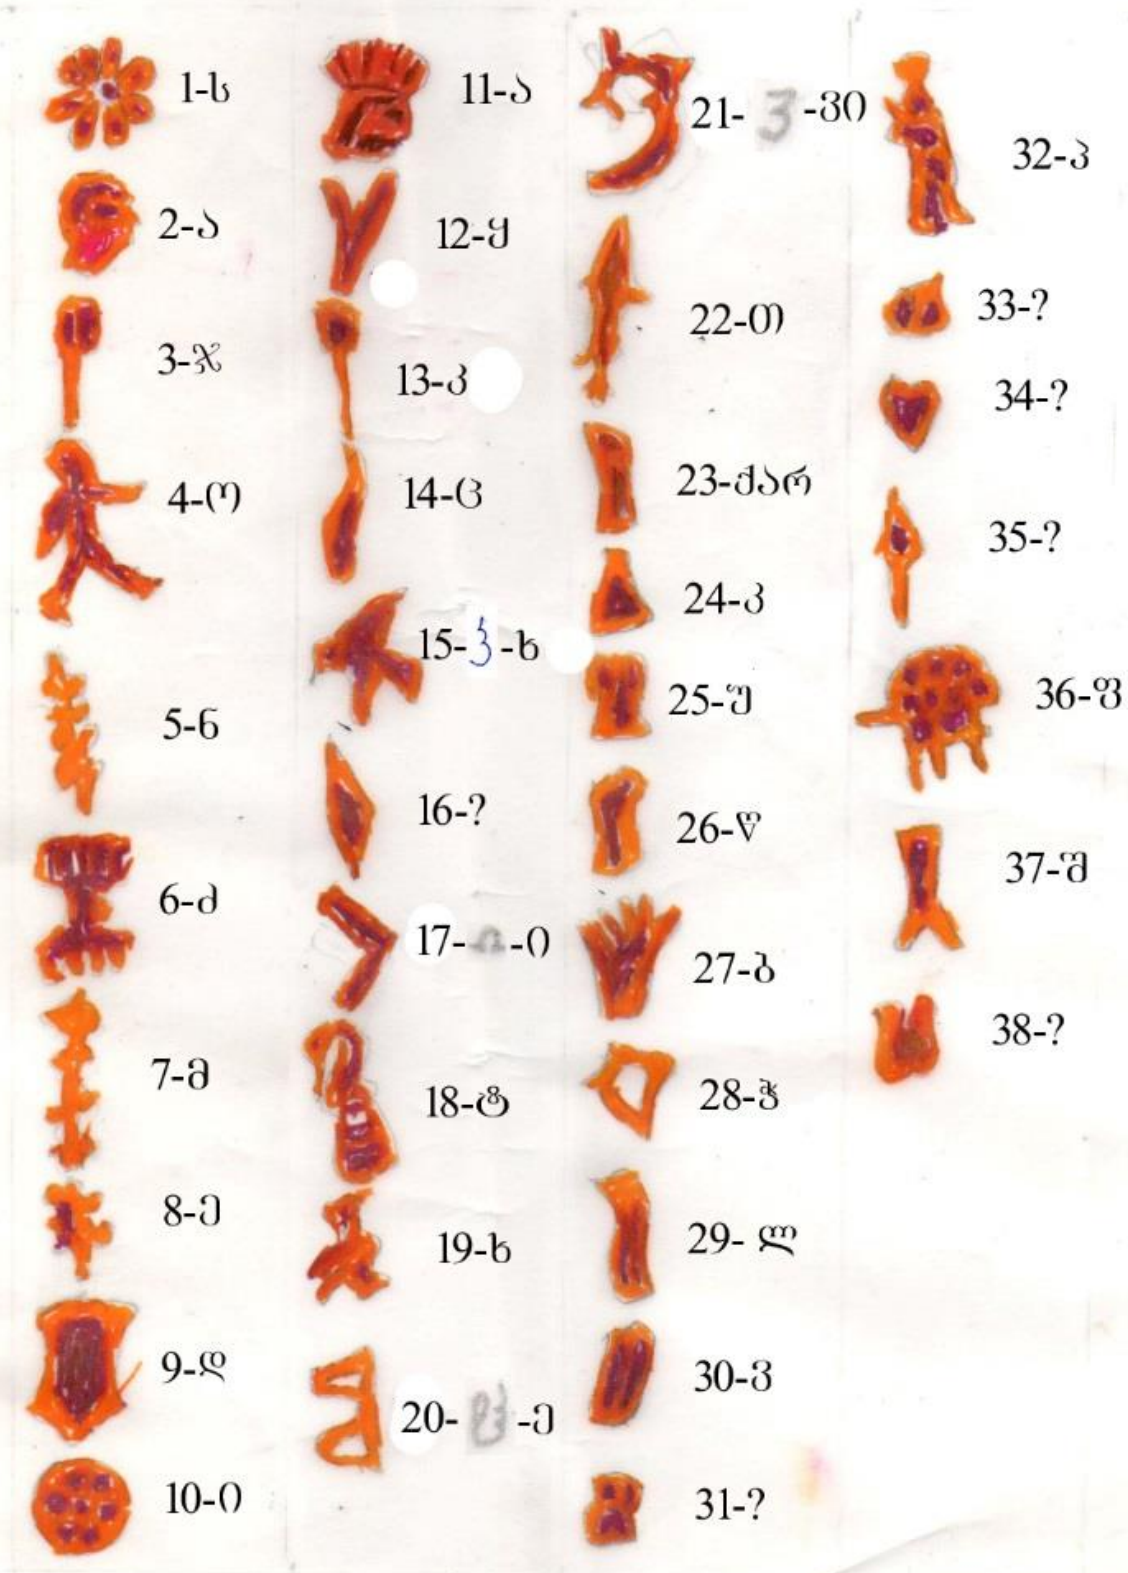 1-ს
2-ა
3-ჯ
4-ო
5-ნ
6-ძ
7-მ
8-ე
9-დ
10-ი
11-ა
12-ყ
13-კ
14-ც
15-ჰ-ხ
16-?
17-ი
18-ტ
19-ხ
20-ე
21-ვ-ვი
22-თ
23-ქარ
24-კ
25-უ
26-წ
27-ბ
28-ჭ
29- ლ
30-ვ
31-?
32-პ
33-?
34-?
35-?
36-ფ
37-შ
38-?